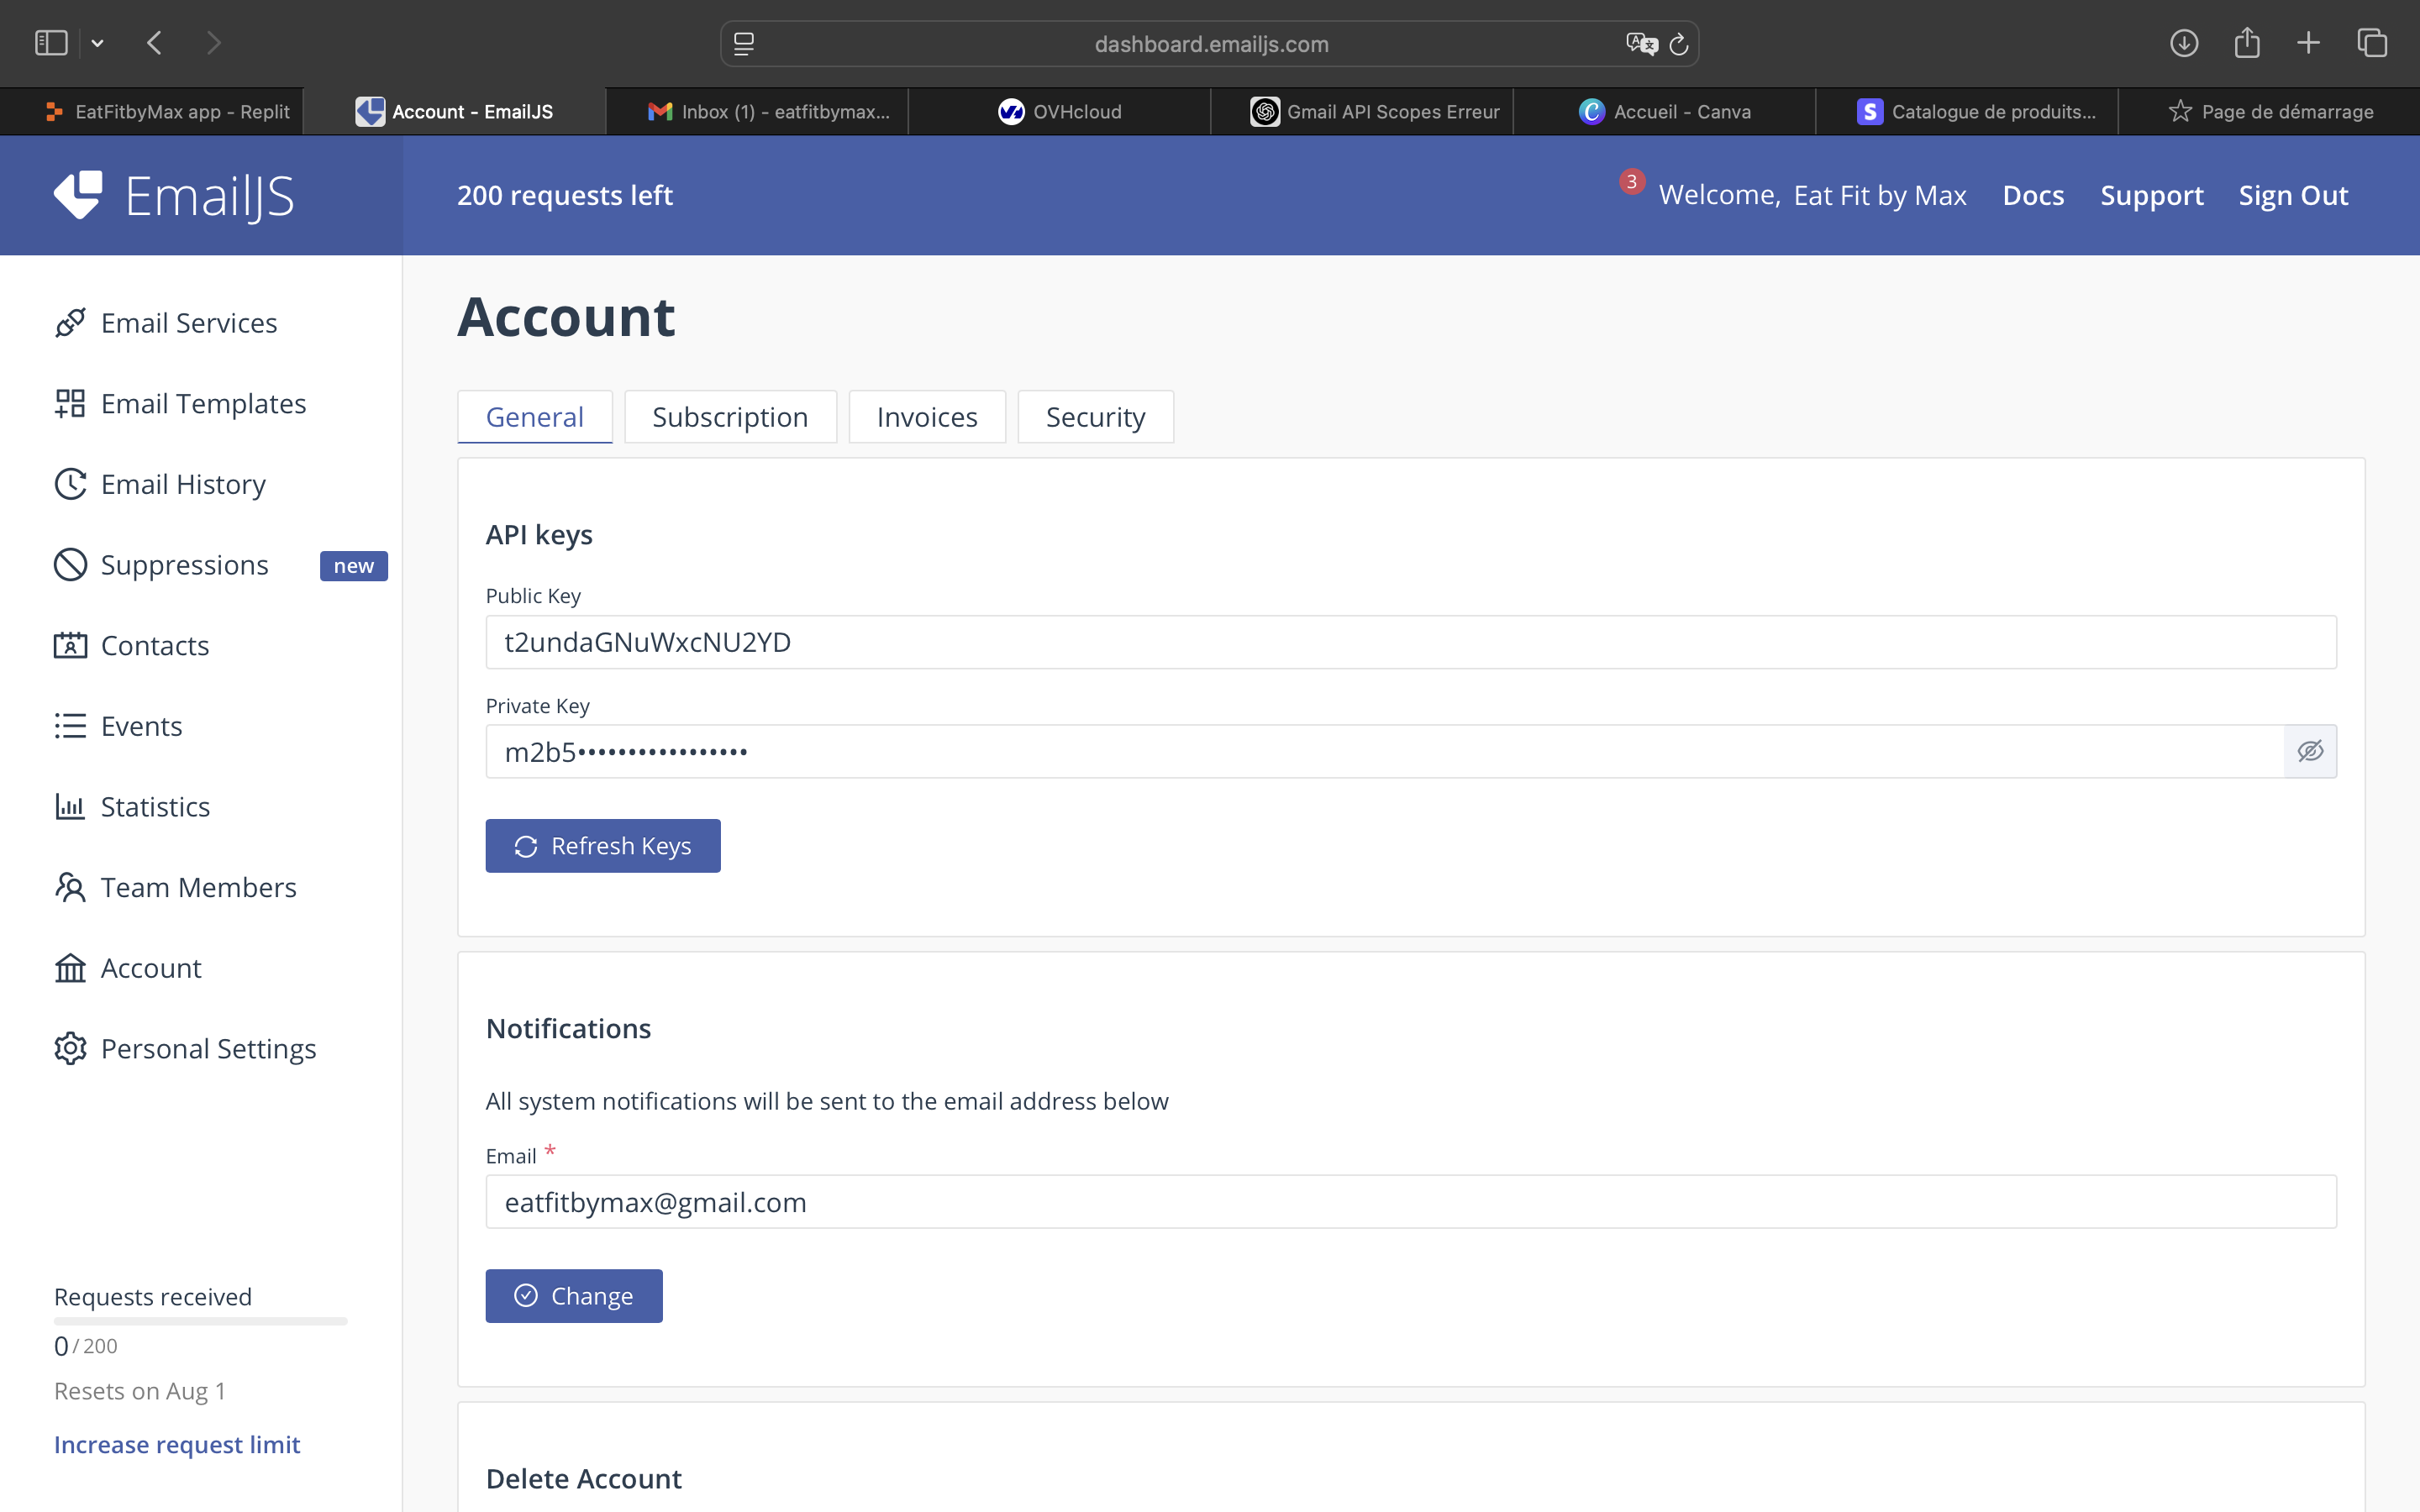 dashboard.emailjs.com
EatFitbyMax app - Replit
Account - EmailJS
Inbox (1) - eatfitbymax...
OVHcloud
Gmail API Scopes Erreur
Accueil - Canva
Catalogue de produits...
Page de démarrage
EmailJS
200 requests left
3
Welcome, Eat Fit by Max
Docs
Support
Sign Out
Email Services
Email Templates
Email History
Suppressions
new
Contacts
Events
Statistics
Team Members
Account
Personal Settings
Requests received
0 / 200
Resets on Aug 1
Increase request limit
Account
General
Subscription
Invoices
Security
API keys
Public Key
t2undaGNuWxcNU2YD
Private Key
m2b5•••••••••••••••••
Refresh Keys
Notifications
All system notifications will be sent to the email address below
Email *
eatfitbymax@gmail.com
Change
Delete Account